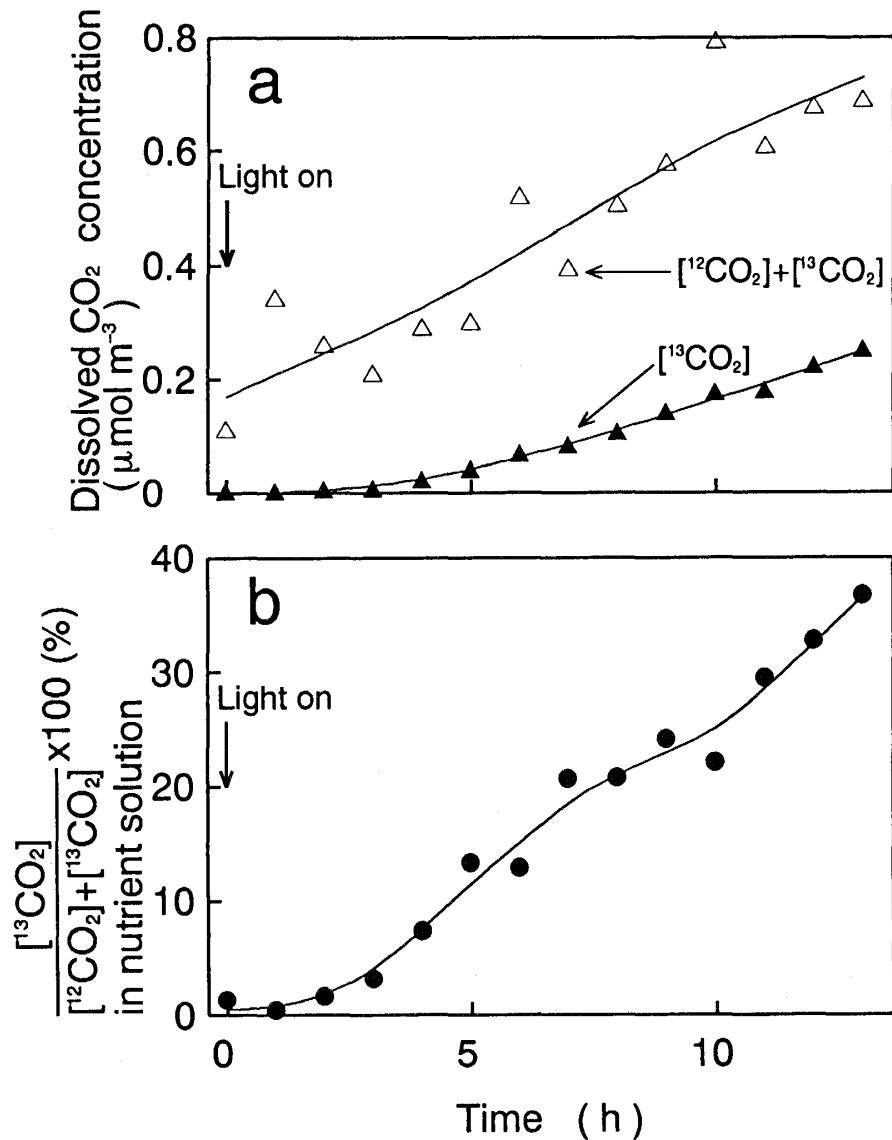 a
Dissolved CO₂ concentration
(μmol m⁻³)
0.8
0.6
0.4
0.2
0
Light on
[¹²CO₂]+[¹³CO₂]
[¹³CO₂]
b
[¹³CO₂]
[¹²CO₂]+[¹³CO₂]
x100 (%)
in nutrient solution
40
30
20
10
0
Light on
0 5 10
Time (h)